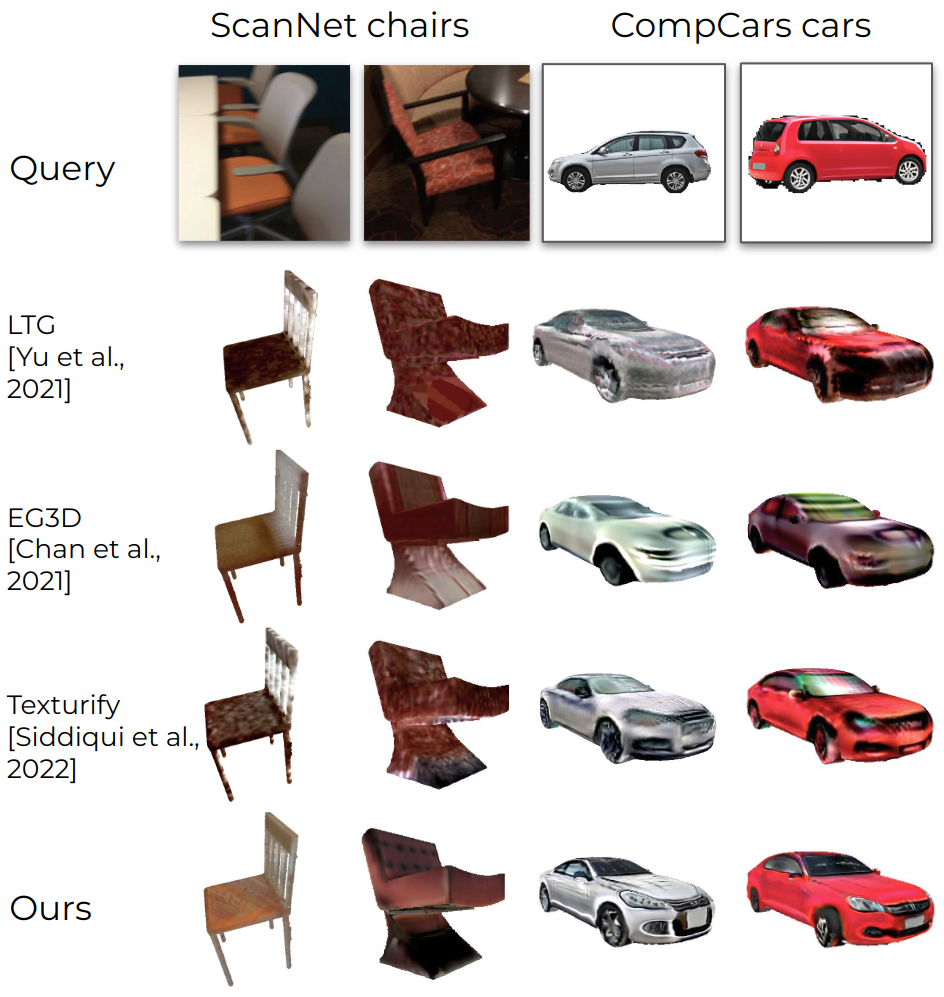 ScanNet chairs
CompCars cars
Query
LTG
[Yu et al.,
2021]
EG3D
[Chan et al.,
2021]
Texturify
[Siddiqui et al.,
2022]
Ours